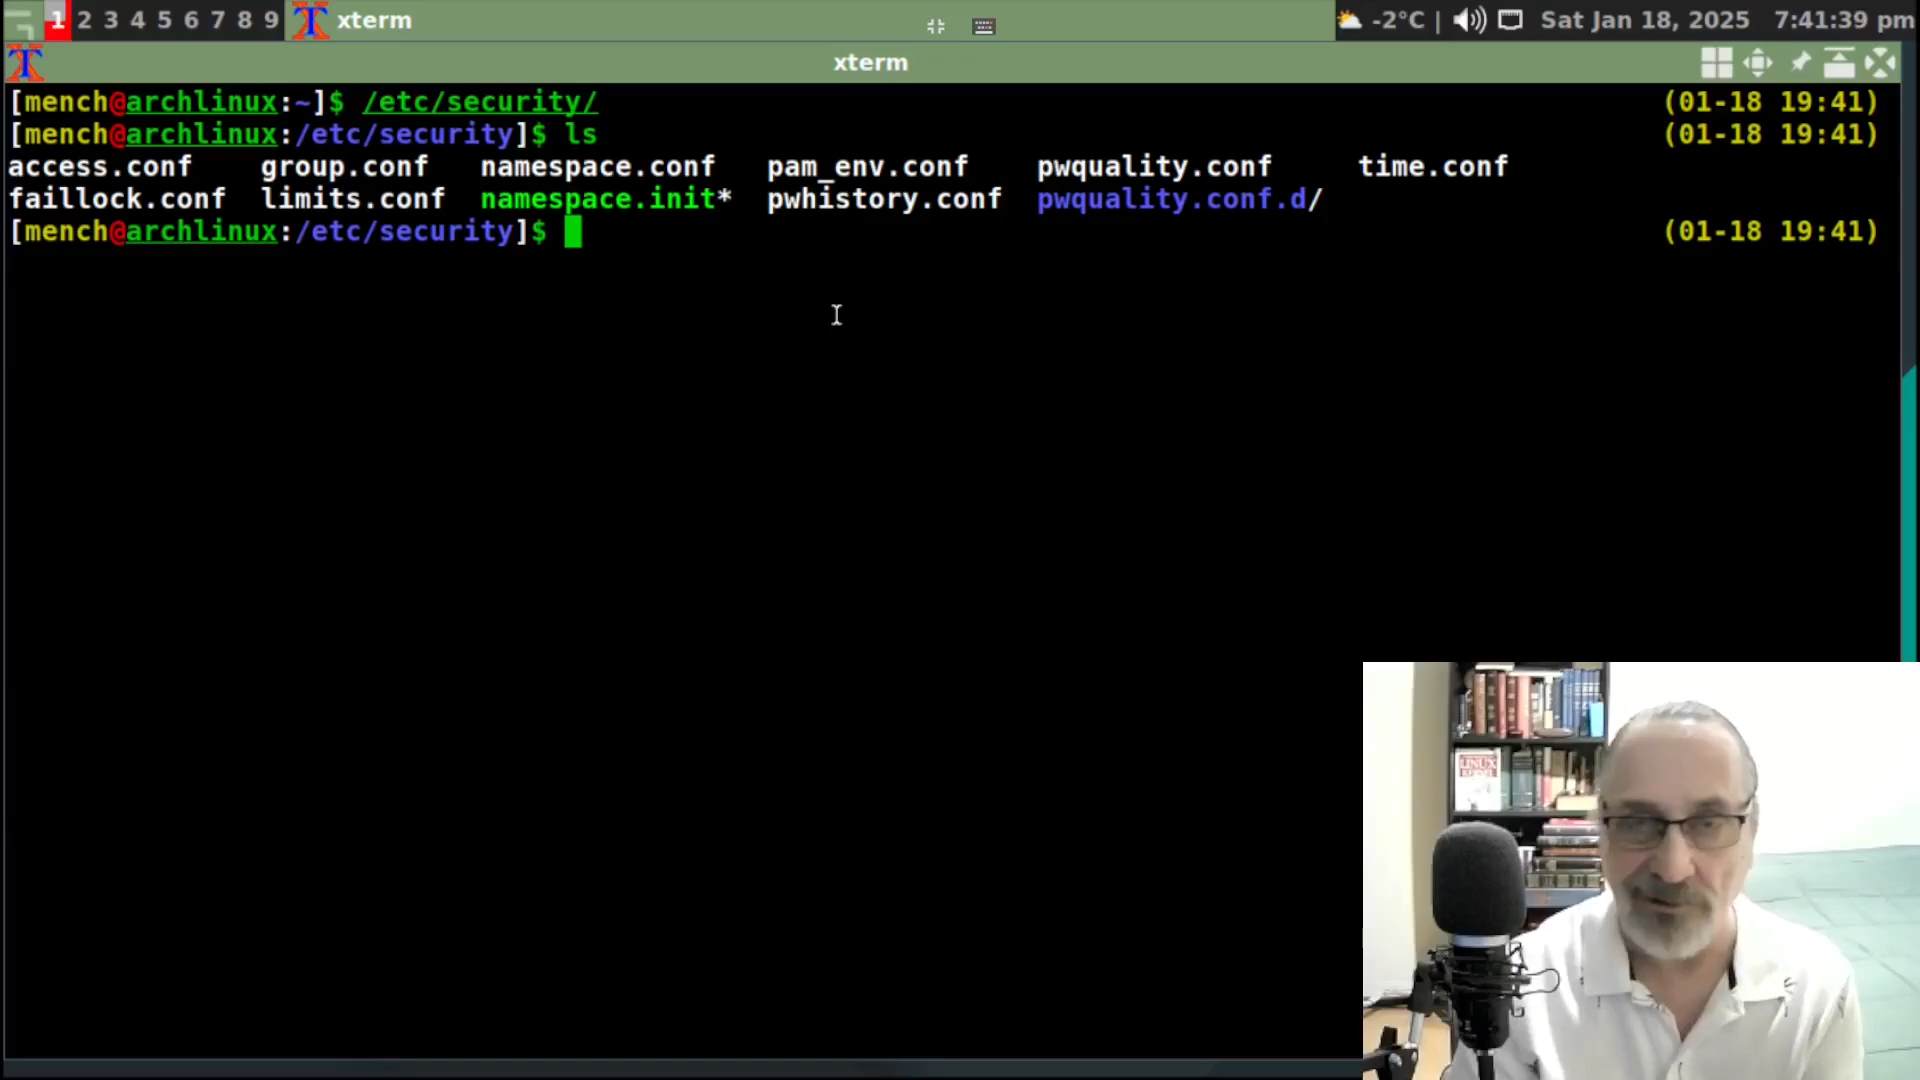 1 2 3 4 5 6 7 8 9 xterm -2°C | Sat Jan 18, 2025 7:41:39 pm
xterm
[mench@archlinux:~]$ /etc/security/ (01-18 19:41)
[mench@archlinux:/etc/security]$ ls (01-18 19:41)
access.conf group.conf namespace.conf pam_env.conf pwquality.conf time.conf
faillock.conf limits.conf namespace.init* pwhistory.conf pwquality.conf.d/
[mench@archlinux:/etc/security]$ (01-18 19:41)
LINUX